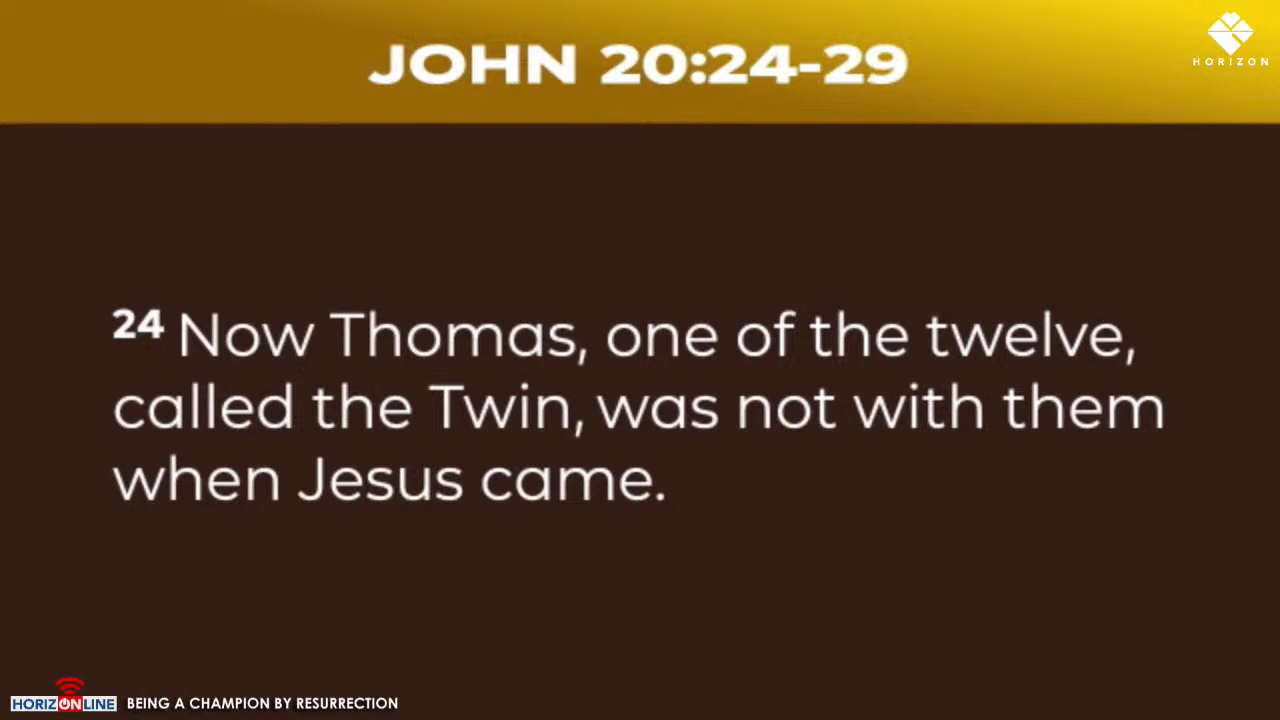 JOHN 20:24-29
HORIZON
24 Now Thomas, one of the twelve,
called the Twin, was not with them
when Jesus came.
HORIZONLINE BEING A CHAMPION BY RESURRECTION